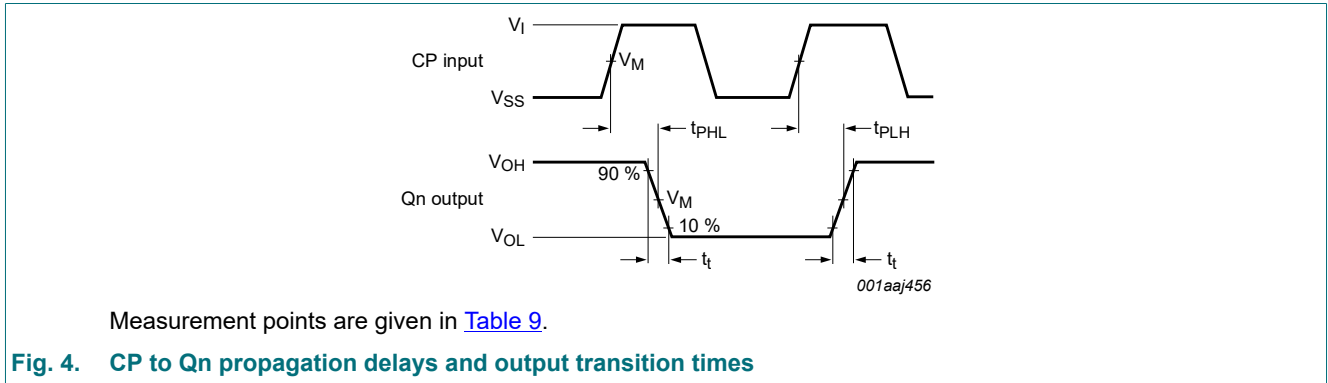 V_I
CP input
V_M
V_SS
t_PHL
t_PLH
V_OH
90 %
Qn output
V_M
10 %
V_OL
t_t
t_t
001aaj456
Measurement points are given in Table 9.
Fig. 4. CP to Qn propagation delays and output transition times